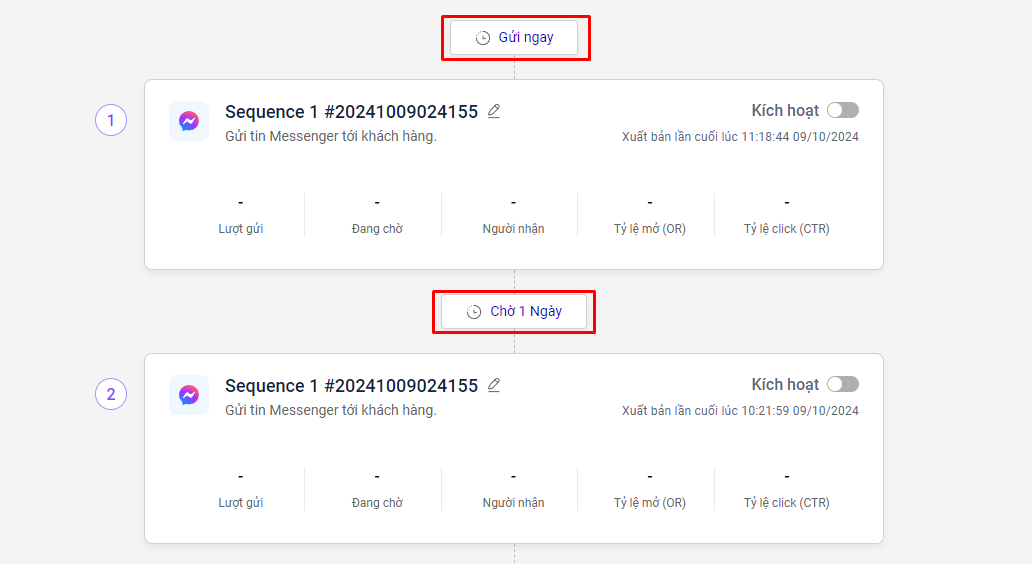 Gửi ngay
1
Sequence 1 #20241009024155
Kích hoạt
Gửi tin Messenger tới khách hàng.
Xuất bản lần cuối lúc 11:18:44 09/10/2024
- - - - -
Lượt gửi Đang chờ Người nhận Tỷ lệ mở (OR) Tỷ lệ click (CTR)
Chờ 1 Ngày
2
Sequence 1 #20241009024155
Kích hoạt
Gửi tin Messenger tới khách hàng.
Xuất bản lần cuối lúc 10:21:59 09/10/2024
- - - - -
Lượt gửi Đang chờ Người nhận Tỷ lệ mở (OR) Tỷ lệ click (CTR)